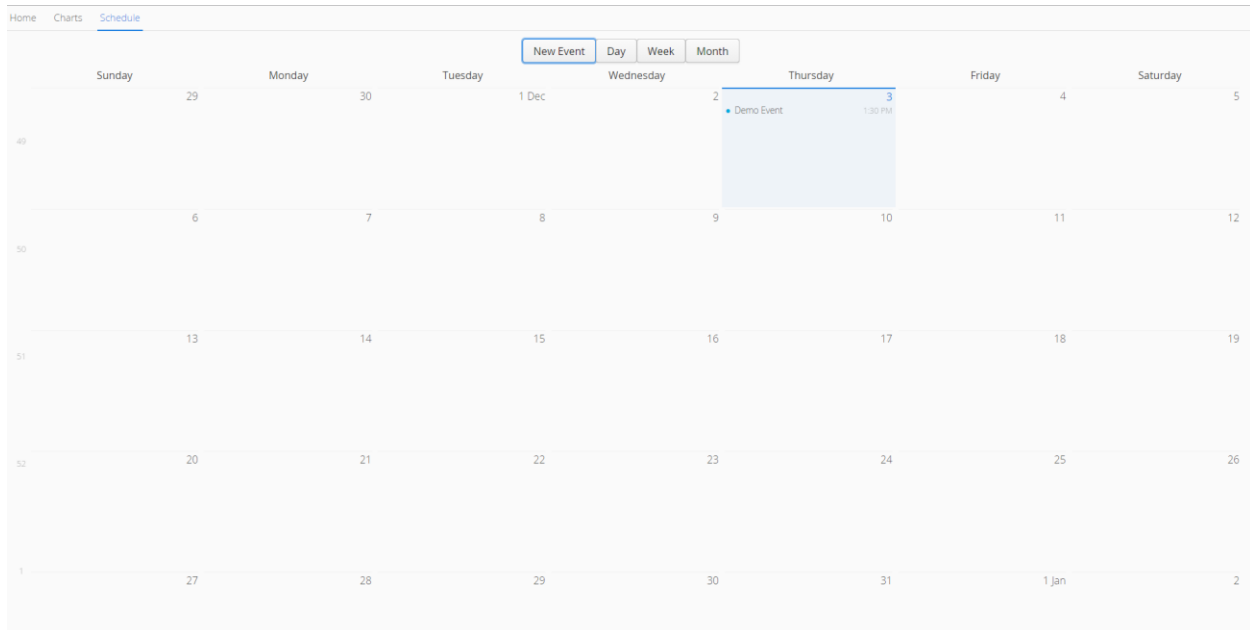 Home Charts Schedule
New Event Day Week Month
Sunday Monday Tuesday Wednesday Thursday Friday Saturday
29 30 1 Dec 2 3 4 5
Demo Event 1:30 PM
49
6 7 8 9 10 11 12
50
13 14 15 16 17 18 19
51
20 21 22 23 24 25 26
52
1
27 28 29 30 31 1 Jan 2